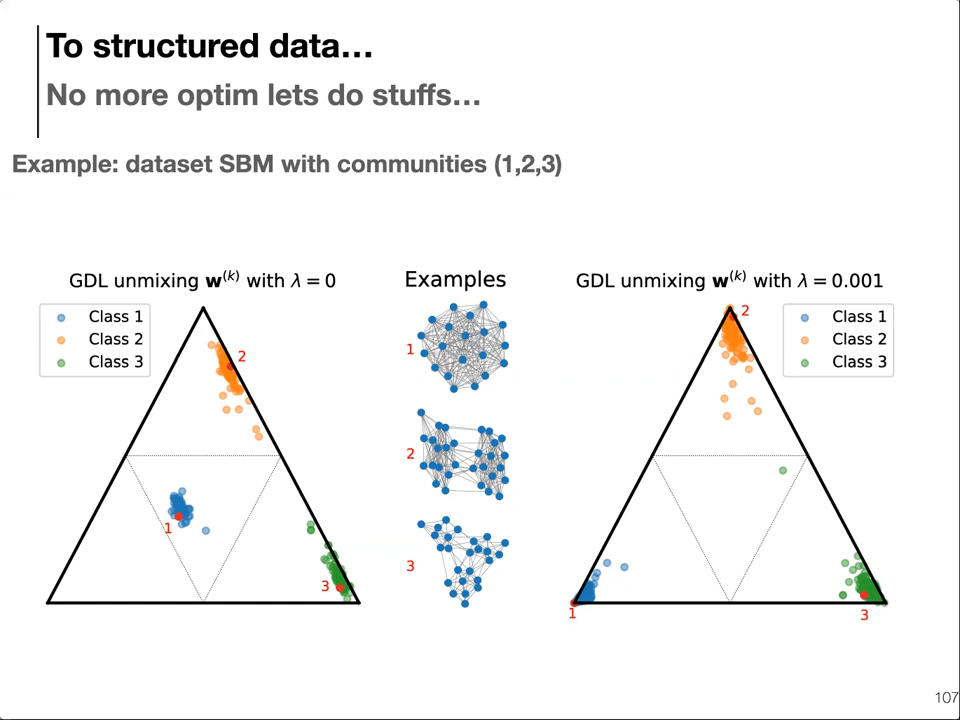 To structured data…
No more optim lets do stuffs…
Example: dataset SBM with communities (1,2,3)
GDL unmixing w^(k) with λ = 0
Class 1
Class 2
Class 3
2
1
3
Examples
1
2
3
GDL unmixing w^(k) with λ = 0.001
Class 1
Class 2
Class 3
2
1
3
107